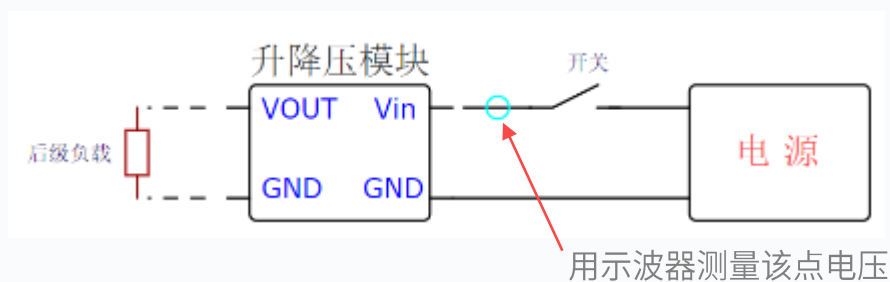 升降压模块
开关
VOUT Vin
电 源
后级负载
GND GND
用示波器测量该点电压